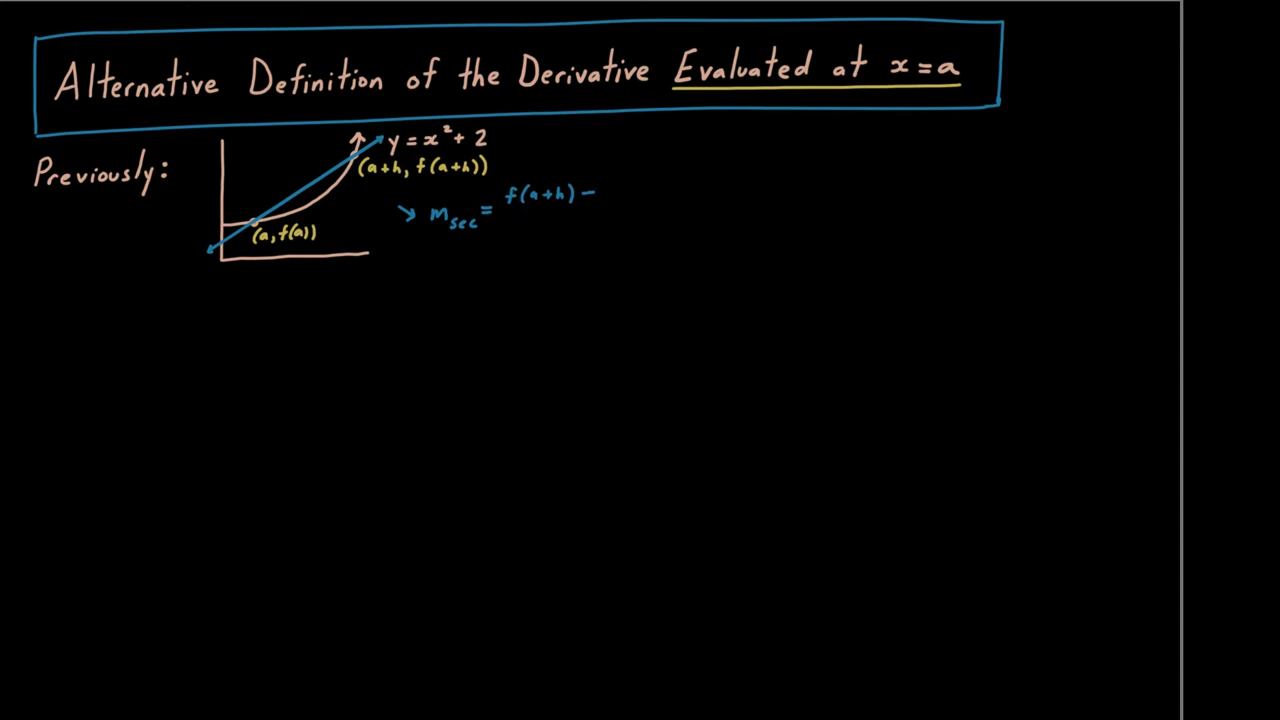 Alternative Definition of the Derivative Evaluated at x=a
Previously:
y = x² + 2
(a+h, f(a+h))
m_sec = f(a+h) −
(a, f(a))